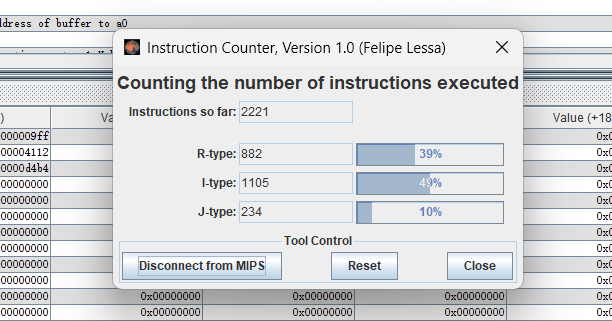 ddress of buffer to a0
Instruction Counter, Version 1.0 (Felipe Lessa)
Counting the number of instructions executed
Instructions so far: 2221
) Va Value (+18
R-type: 882 39%
I-type: 1105 49%
J-type: 234 10%
Tool Control
Disconnect from MIPS Reset Close
000009ff 0x0
00004112 0x0
0000d4b4 0x0
00000000 0x0
00000000 0x0
00000000 0x0
00000000 0x0
00000000 0x0
00000000 0x0
00000000 0x0
00000000 0x00000000 0x00000000 0x00000000 0x0
00000000 0x00000000 0x00000000 0x00000000 0x0